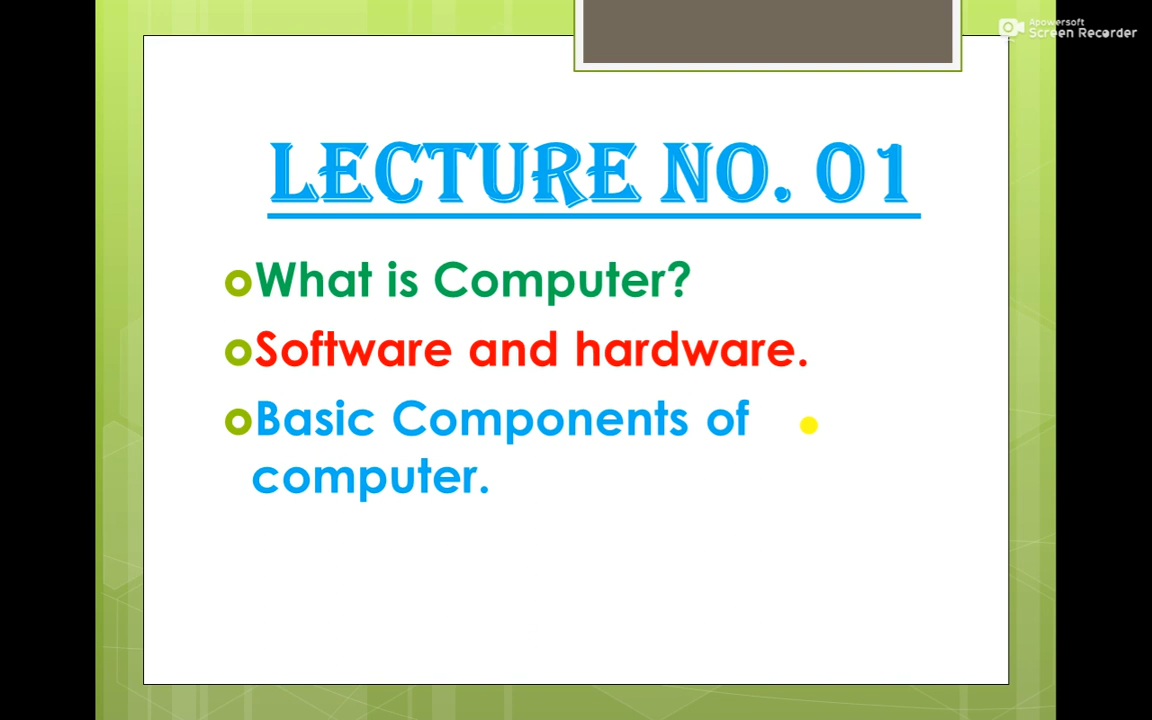 Apowersoft
Screen Recorder
LECTURE NO. 01
What is Computer?
Software and hardware.
Basic Components of
computer.